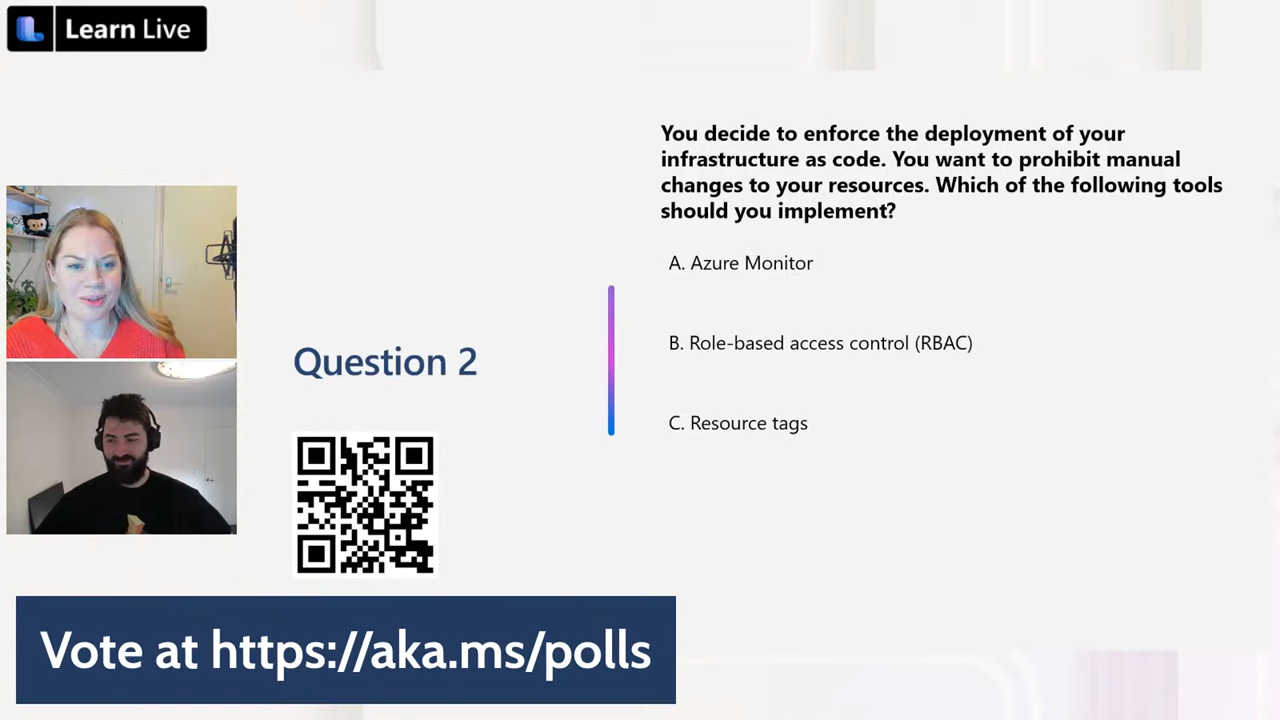 Learn Live
You decide to enforce the deployment of your
infrastructure as code. You want to prohibit manual
changes to your resources. Which of the following tools
should you implement?
A. Azure Monitor
B. Role-based access control (RBAC)
C. Resource tags
Question 2
Vote at https://aka.ms/polls